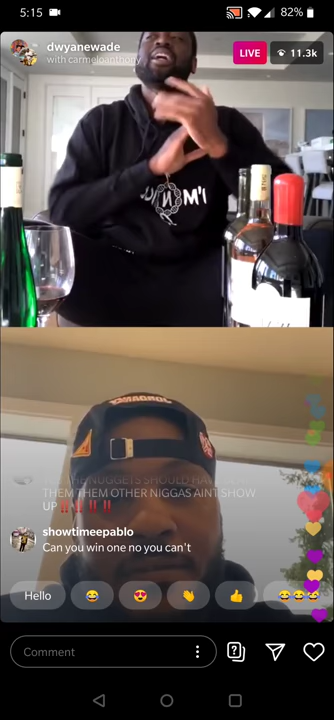 5:15
82%
dwyanewade
with carmeloanthony
LIVE
11.3k
M'I
THEM THEM OTHER NIGGAS AINT SHOW
UP‼️‼️
showtimeepablo
Can you win one no you can't
Hello
Comment